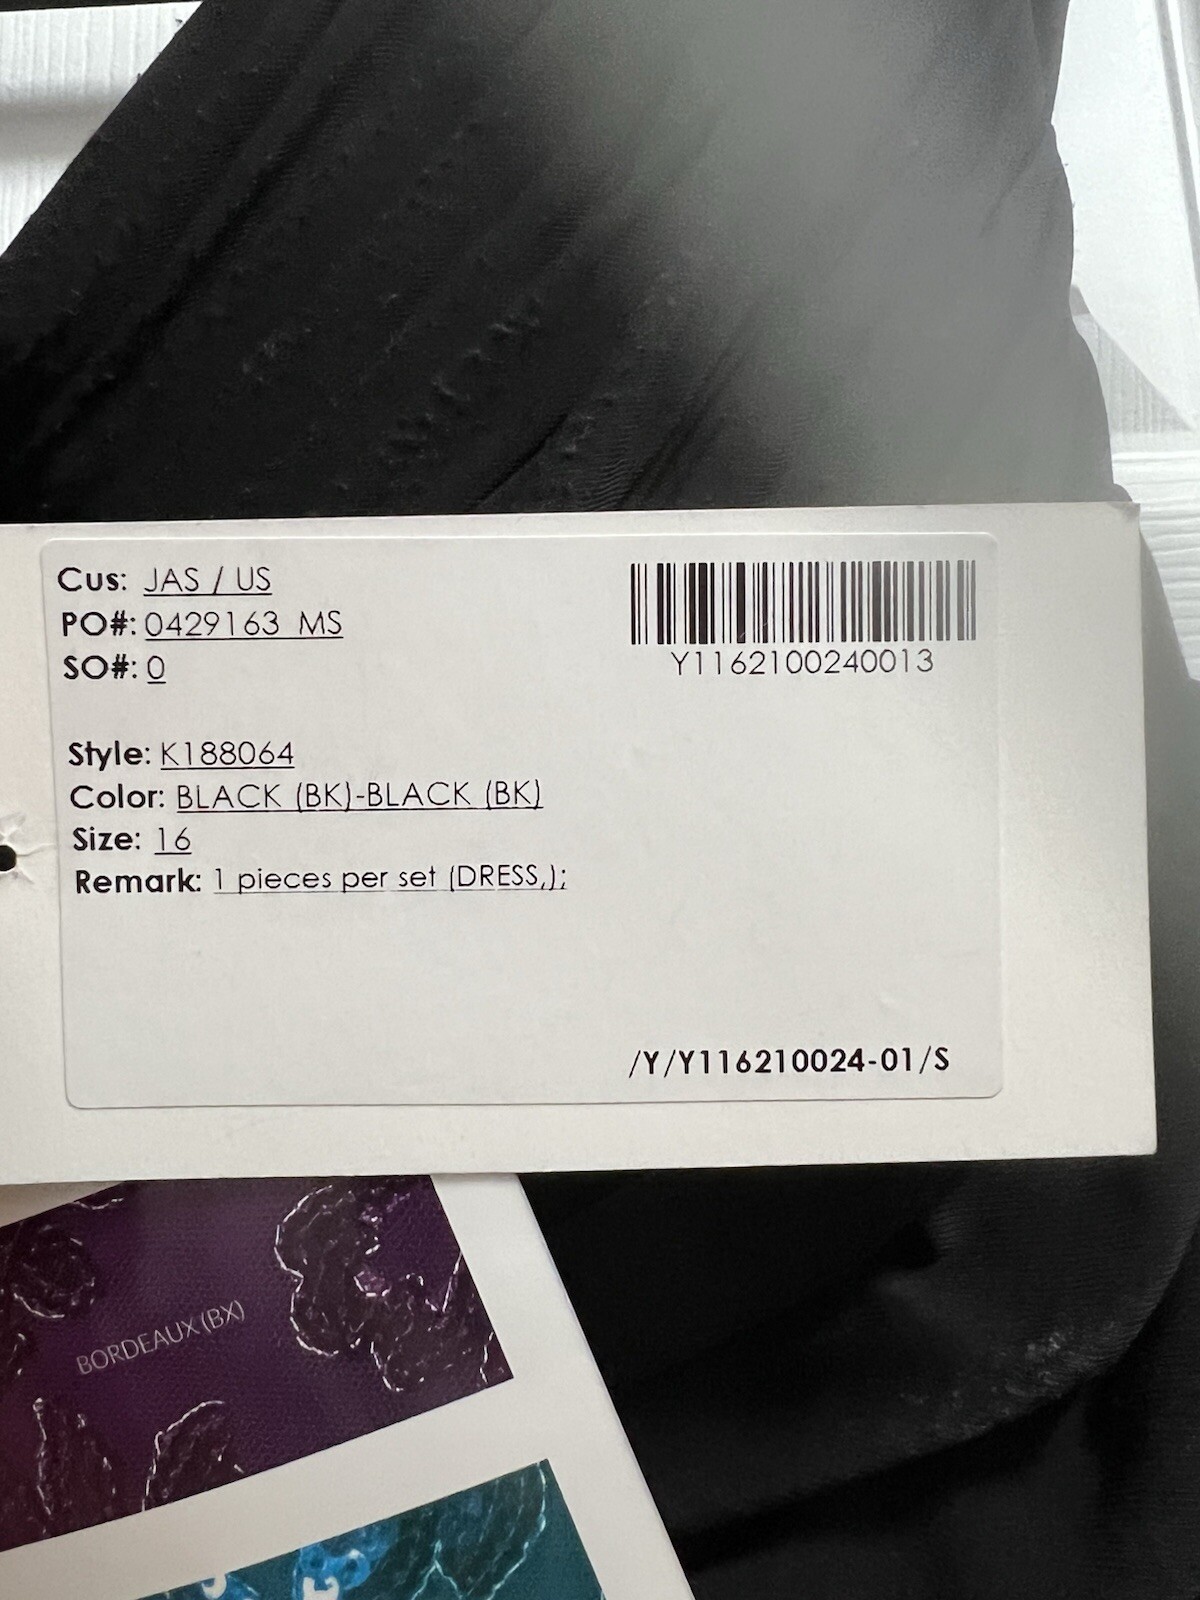 Cus: JAS / US
PO#: 0429163 MS
SO#: 0
Y1162100240013
Style: K188064
Color: BLACK (BK)-BLACK (BK)
Size: 16
Remark: 1 pieces per set (DRESS,);
/Y/Y116210024-01/S
BORDEAUX (BX)